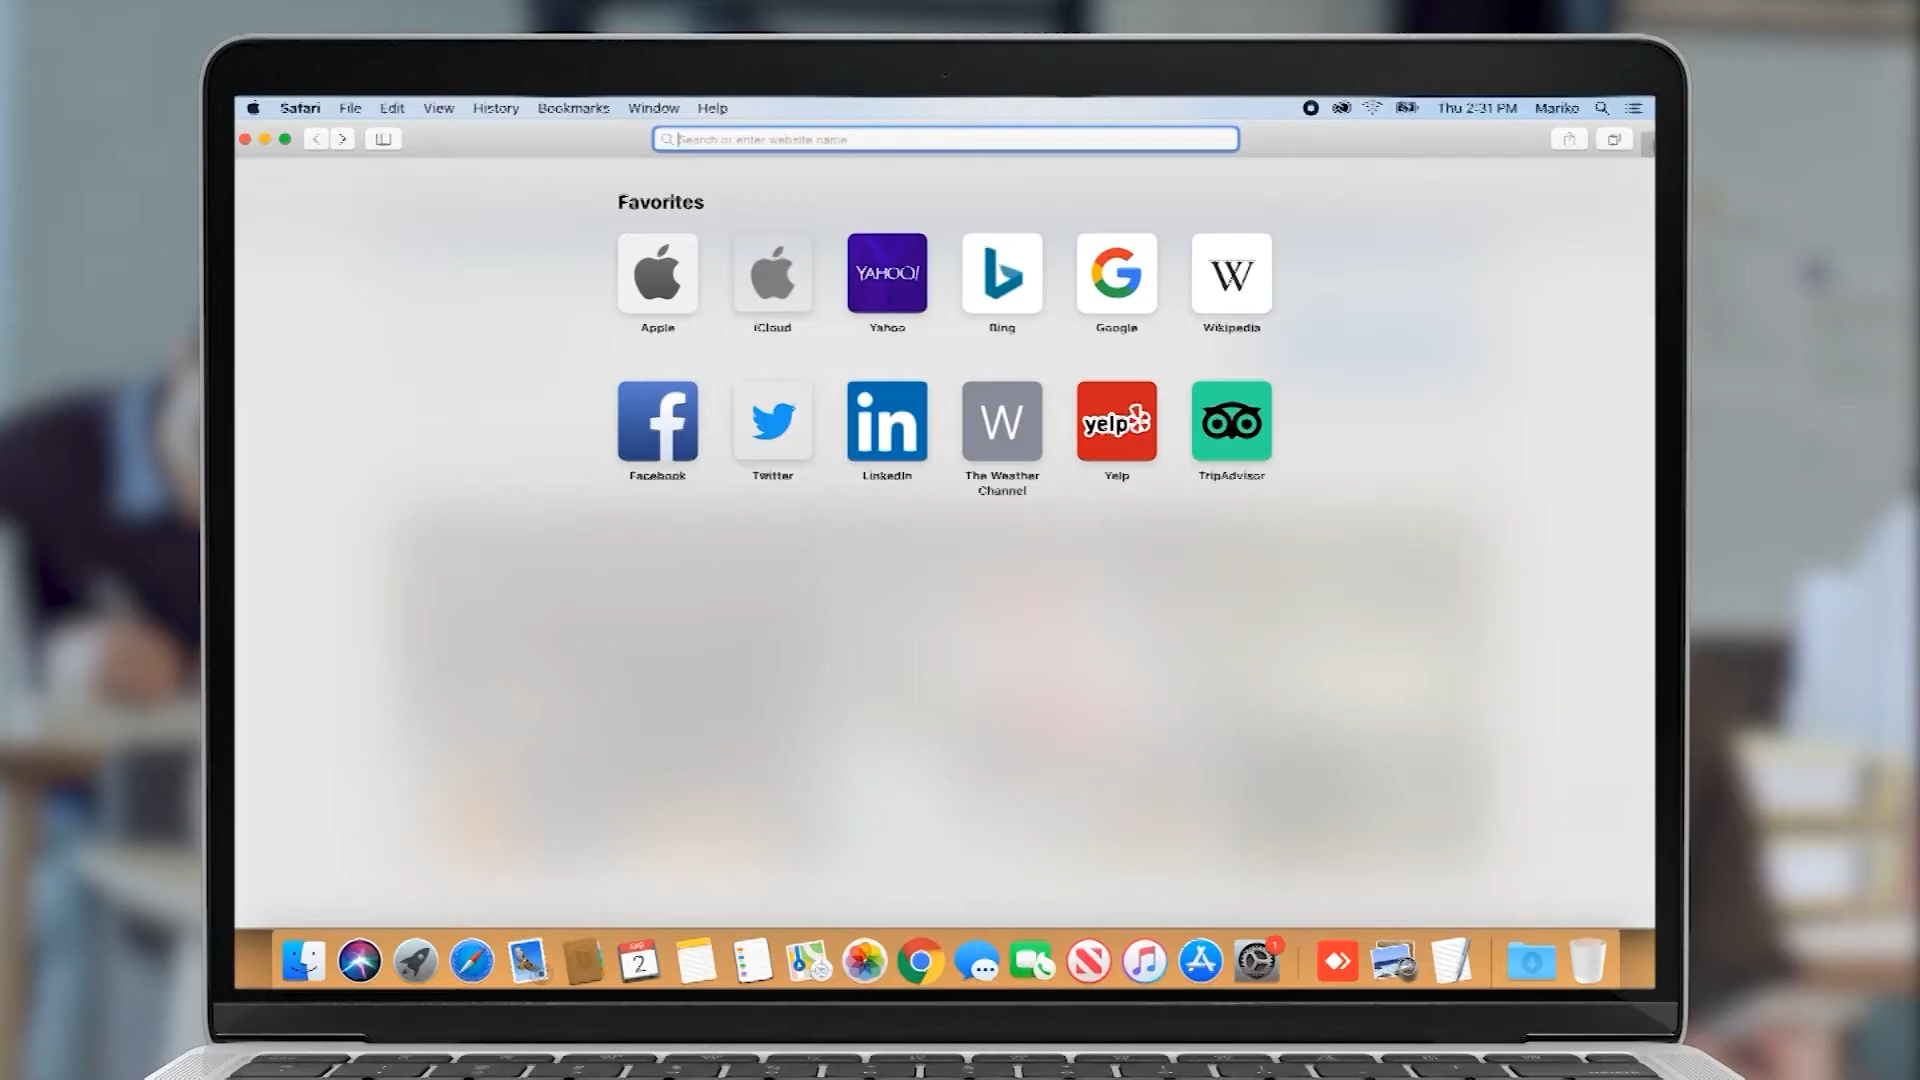 Safari File Edit View History Bookmarks Window Help
Thu 2:31 PM Mariko
Search or enter website name
Favorites
YAHOO!
Apple iCloud Yahoo Bing Google Wikipedia
in W yelp
Facebook Twitter LinkedIn The Weather Channel Yelp TripAdvisor
2
1